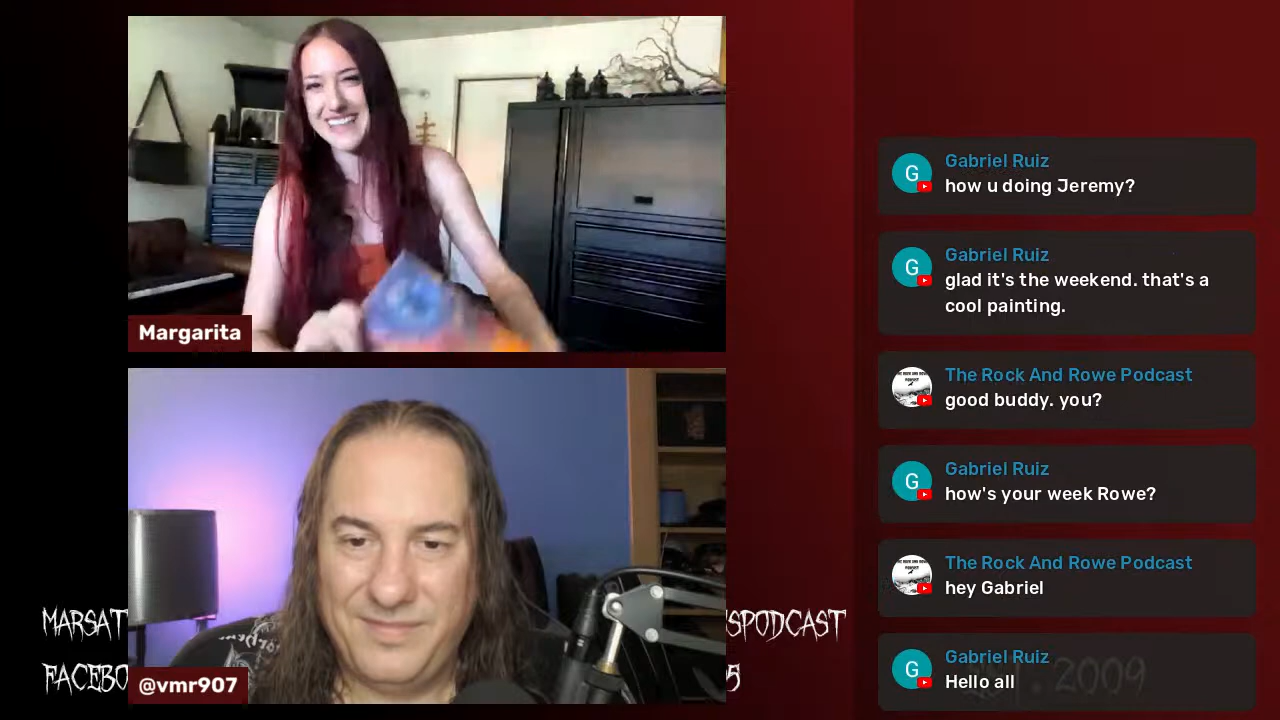 Margarita
@vmr907
MARSAT
SPODCAST
FACEBO
5
Gabriel Ruiz
how u doing Jeremy?
Gabriel Ruiz
glad it's the weekend. that's a
cool painting.
The Rock And Rowe Podcast
good buddy. you?
Gabriel Ruiz
how's your week Rowe?
The Rock And Rowe Podcast
hey Gabriel
Gabriel Ruiz
Hello all
. 2009
G
G
G
G